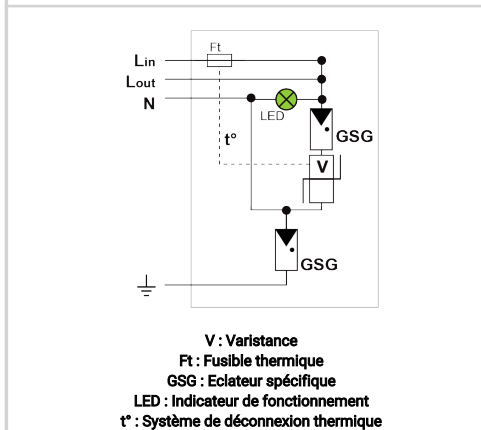 Ft
Lin
Lout
N
LED
GSG
t°
V
GSG
V : Varistance
Ft : Fusible thermique
GSG : Eclateur spécifique
LED : Indicateur de fonctionnement
t° : Système de déconnexion thermique